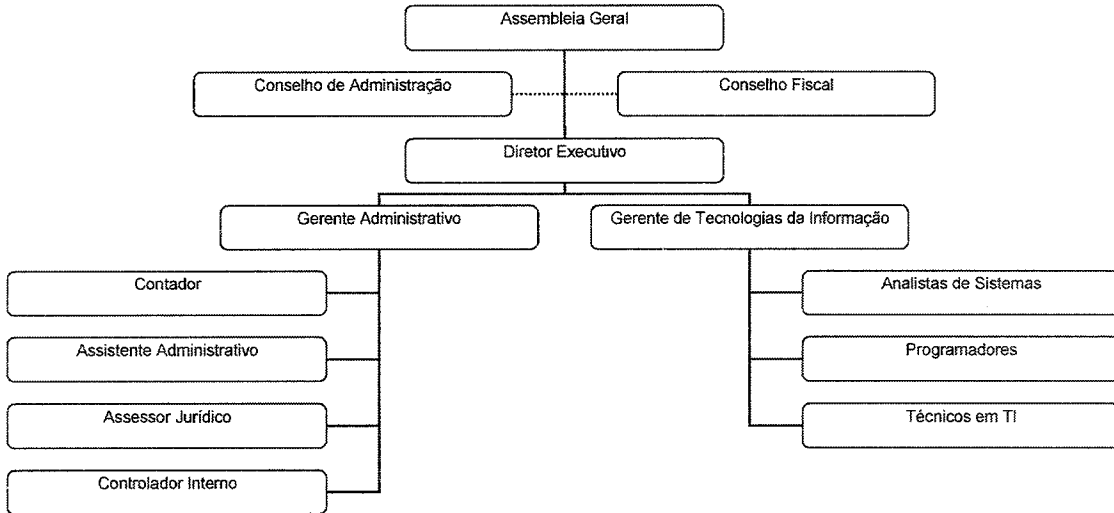 Assembleia Geral
Conselho de Administração
Conselho Fiscal
Diretor Executivo
Gerente Administrativo
Gerente de Tecnologias da Informação
Contador
Analistas de Sistemas
Assistente Administrativo
Programadores
Assessor Jurídico
Técnicos em TI
Controlador Interno